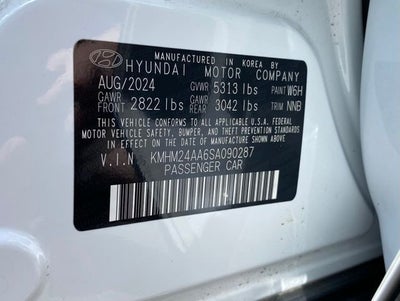 MANUFACTURED IN KOREA BY
HYUNDAI MOTOR COMPANY
AUG/2024 GVWR 5313 lbs PAINT W6H
GAWR FRONT 2822 lbs GAWR REAR 3042 lbs TRIM NNB
THIS VEHICLE CONFORMS TO ALL APPLICABLE U.S.A FEDERAL
MOTOR VEHICLE SAFETY, BUMPER, AND THEFT PREVENTION STANDARDS
IN EFFECT ON THE DATE OF MANUFACTURE SHOWN ABOVE.
V.I.N. KMHM24AA6SA090287
PASSENGER CAR